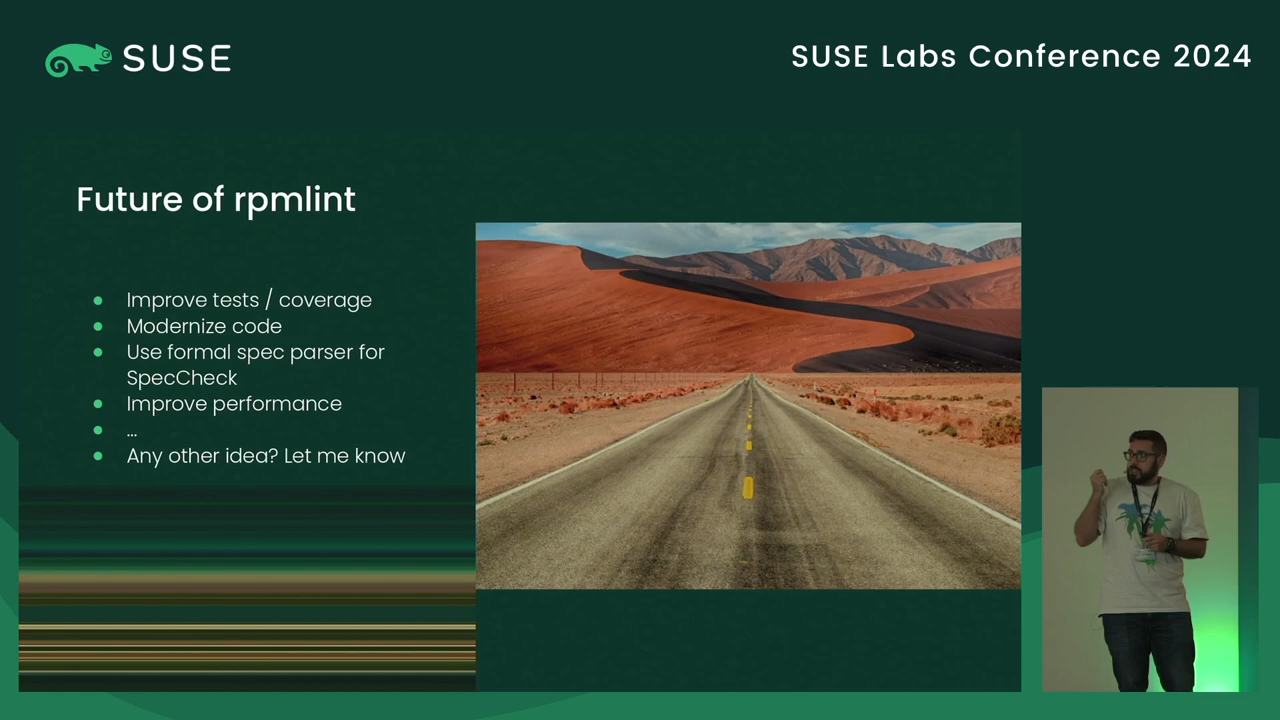 SUSE
SUSE Labs Conference 2024
Future of rpmlint
Improve tests / coverage
Modernize code
Use formal spec parser for
SpecCheck
Improve performance
...
Any other idea? Let me know